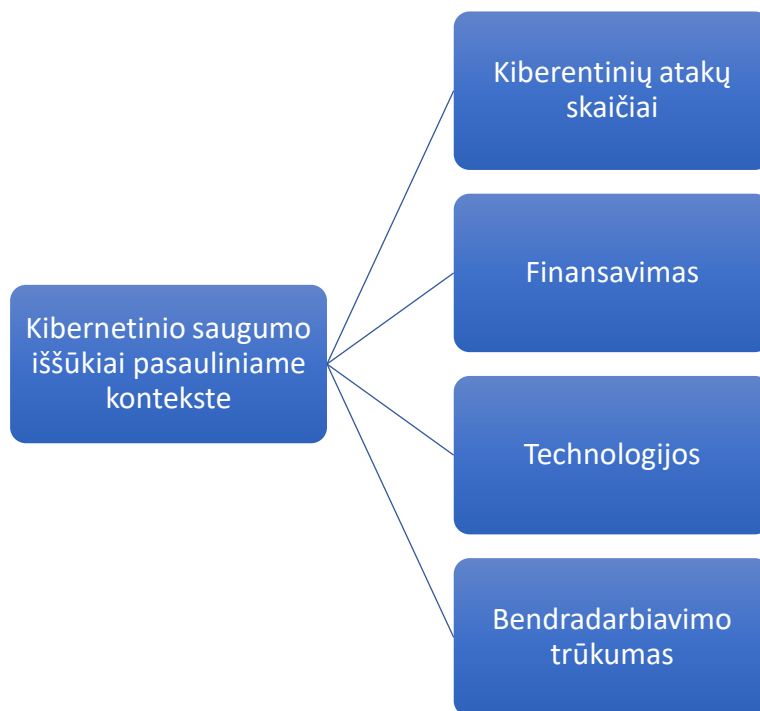 Kiberentinių atakų
skaičiai
Finansavimas
Kibernetinio saugumo
iššūkiai pasauliniame
kontekste
Technologijos
Bendradarbiavimo
trūkumas